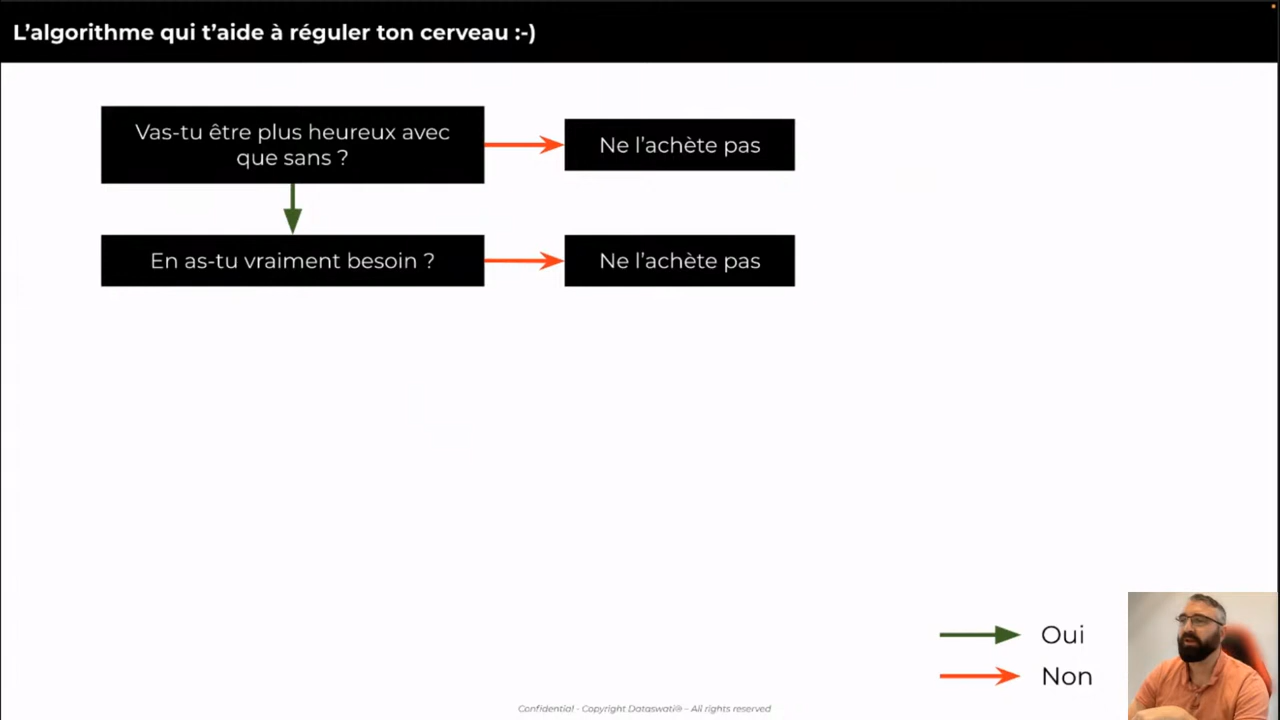 L’algorithme qui t’aide à réguler ton cerveau :-)
Vas-tu être plus heureux avec
que sans ?
Ne l’achète pas
En as-tu vraiment besoin ?
Ne l’achète pas
Oui
Non
Confidential - Copyright Dataswati® - All rights reserved